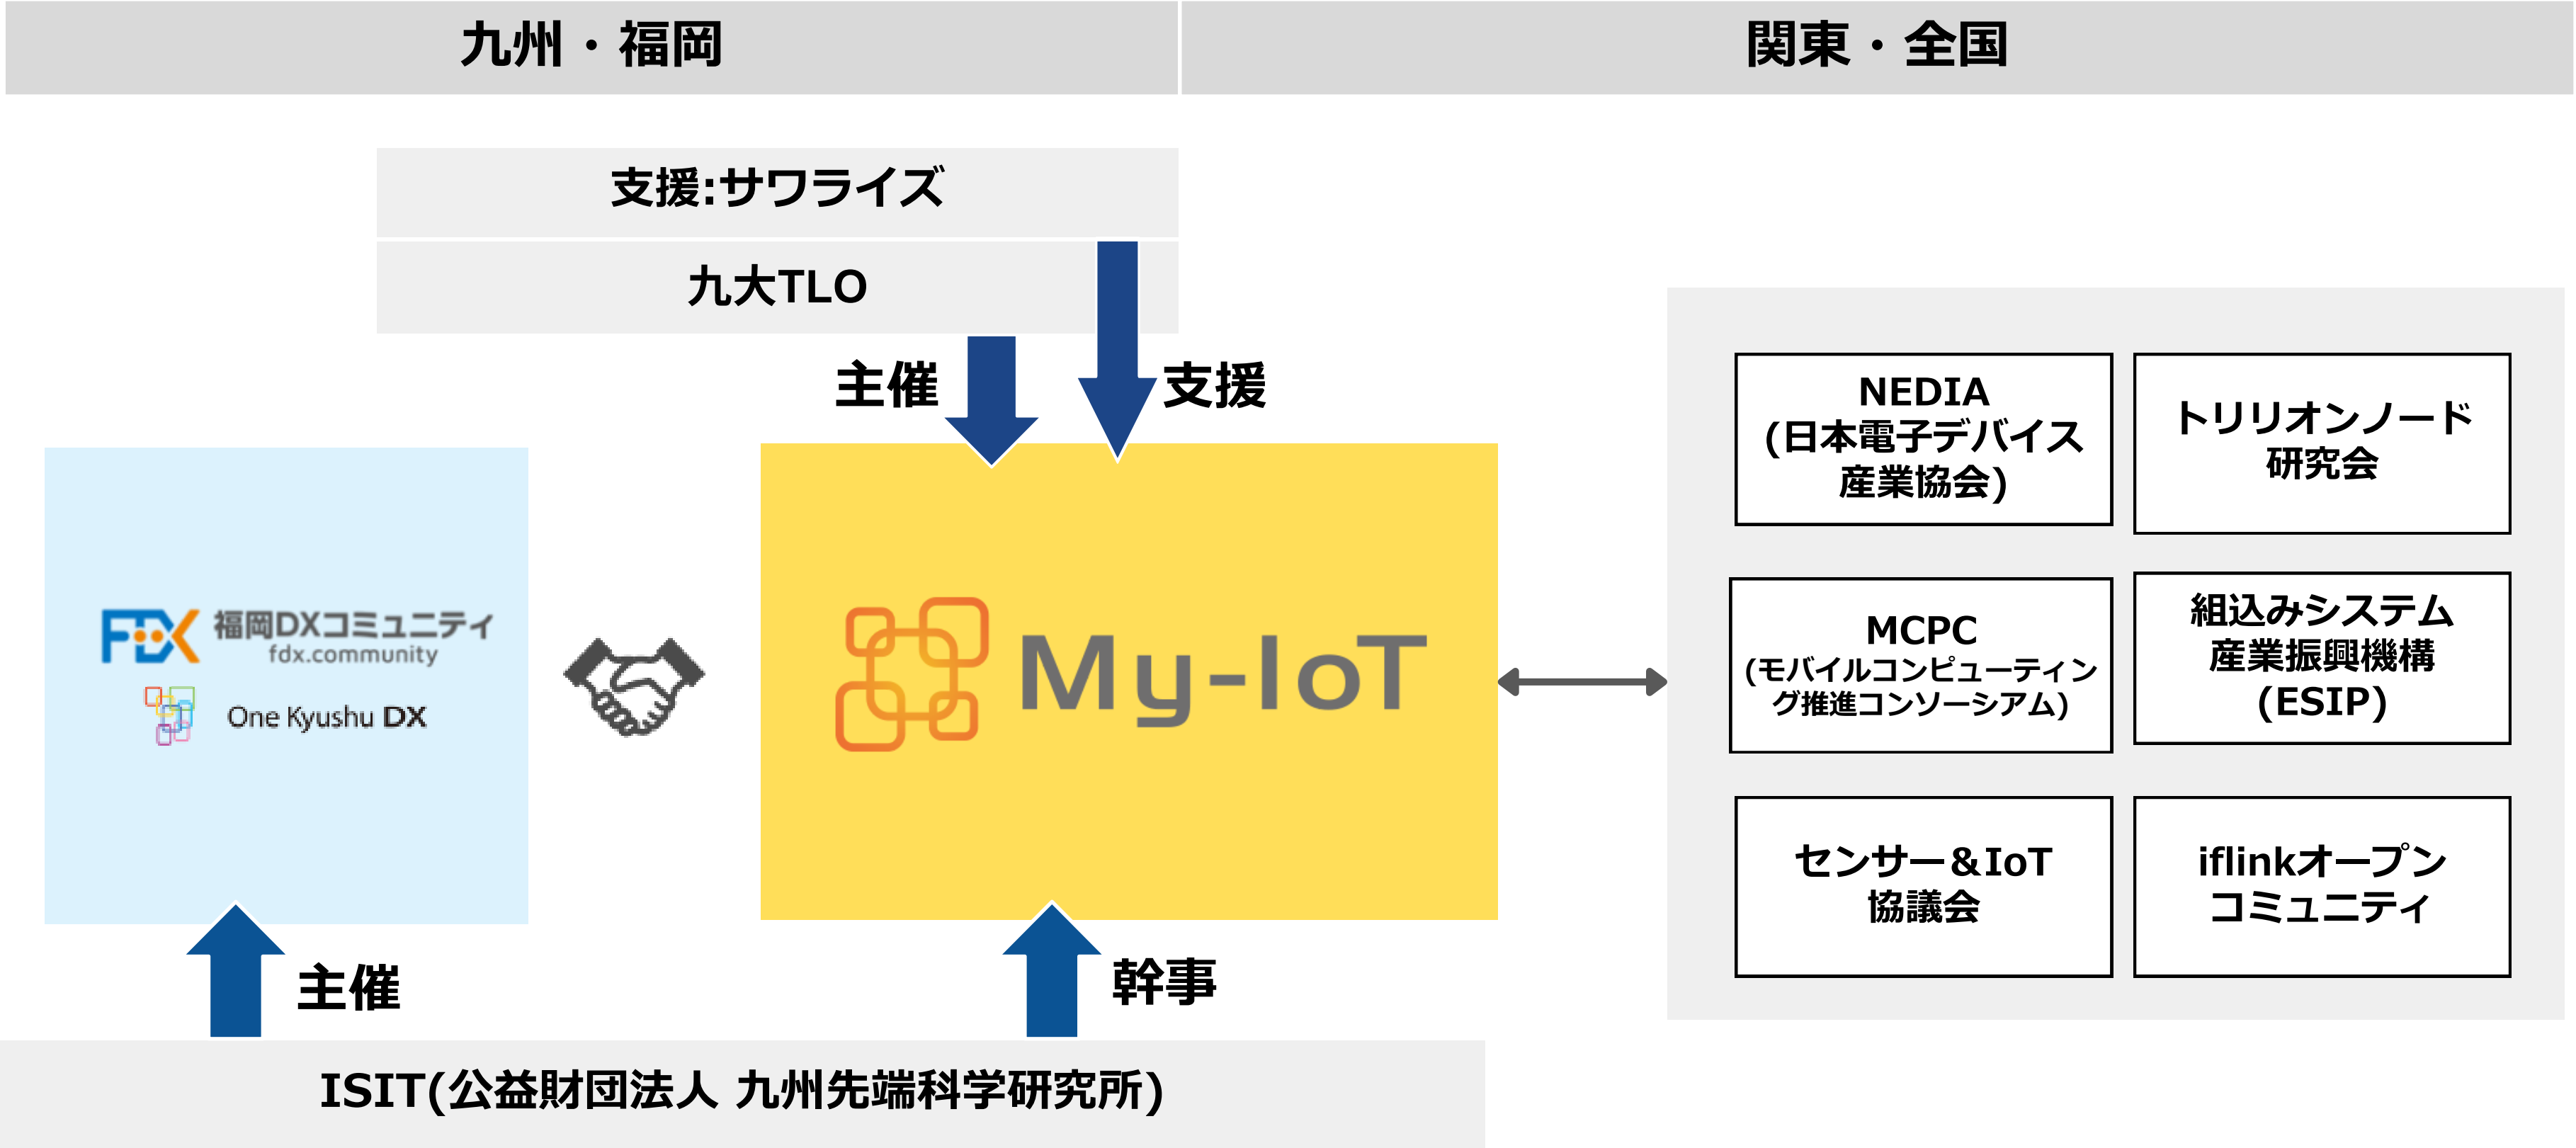 九州・福岡
関東・全国
支援:サワライズ
九大TLO
主催
支援
福岡DXコミュニティ
fdx.community
One Kyushu DX
My-IoT
NEDIA
(日本電子デバイス
産業協会)
トリリオンノード
研究会
MCPC
(モバイルコンピューティン
グ推進コンソーシアム)
組込みシステム
産業振興機構
(ESIP)
センサー＆IoT
協議会
iflinkオープン
コミュニティ
主催
幹事
ISIT(公益財団法人 九州先端科学研究所)